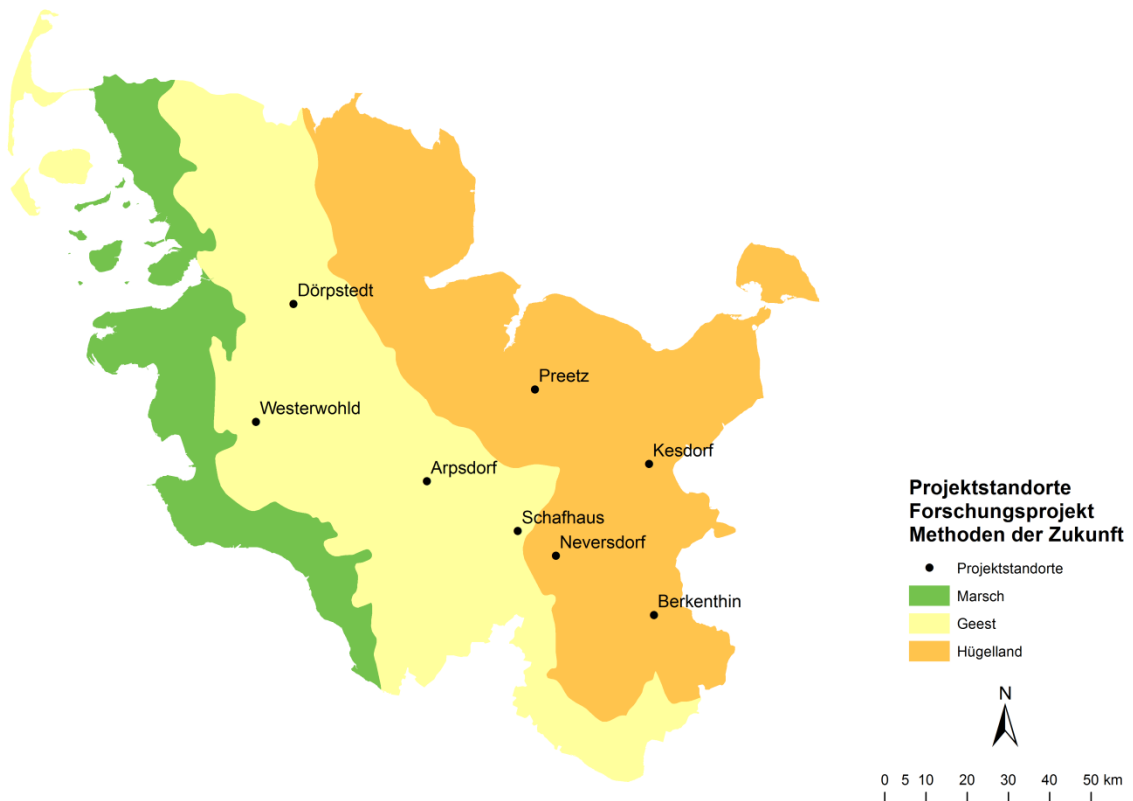 Dörpstedt
Preetz
Westerwohld
Kesdorf
Arpsdorf
Schafhaus
Neversdorf
Berkenthin
Projektstandorte
Forschungsprojekt
Methoden der Zukunft
Projektstandorte
Marsch
Geest
Hügelland
N
0 5 10 20 30 40 50 km